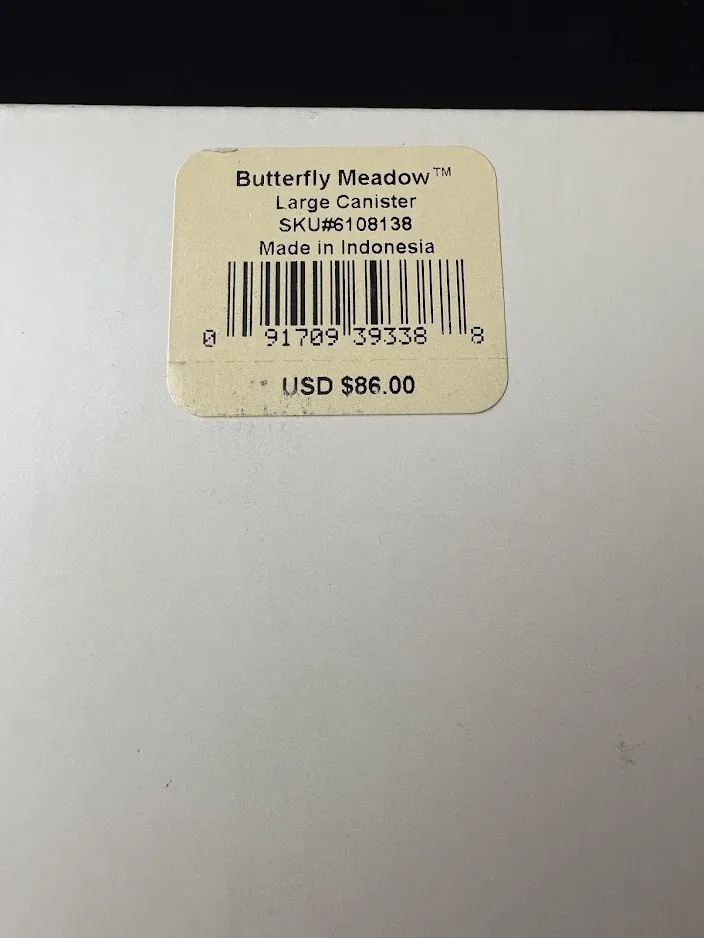 Butterfly Meadow™
Large Canister
SKU#6108138
Made in Indonesia
0 91709 39338 8
USD $86.00